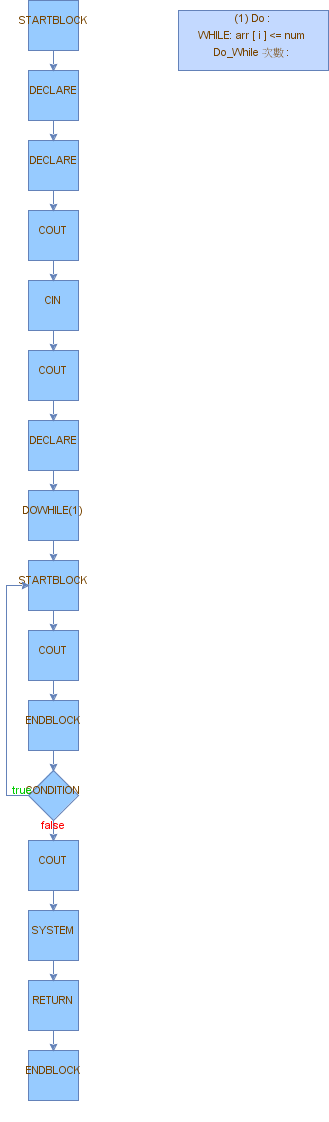 STARTBLOCK
(1) Do :
WHILE: arr [ i ] <= num
Do_While 次數 :
DECLARE
DECLARE
COUT
CIN
COUT
DECLARE
DOWHILE(1)
STARTBLOCK
COUT
ENDBLOCK
true
CONDITION
false
COUT
SYSTEM
RETURN
ENDBLOCK